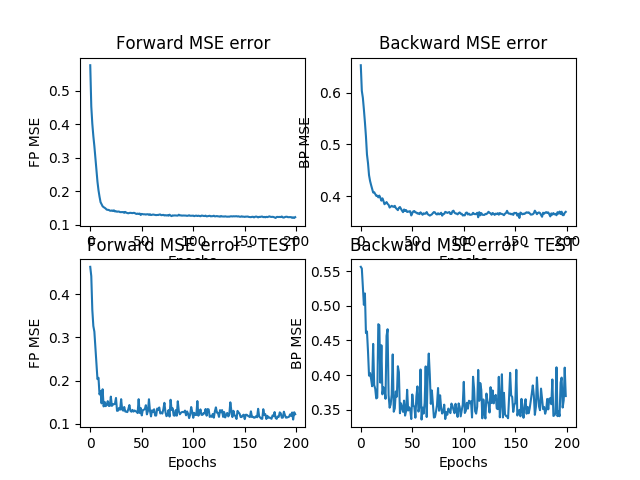 Forward MSE error
FP MSE
0.5
0.4
0.3
0.2
0.1
0 50 100 150 200
Epochs
Backward MSE error
BP MSE
0.6
0.5
0.4
0 50 100 150 200
Epochs
Forward MSE error - TEST
FP MSE
0.4
0.3
0.2
0.1
0 50 100 150 200
Epochs
Backward MSE error - TEST
BP MSE
0.55
0.50
0.45
0.40
0.35
0 50 100 150 200
Epochs